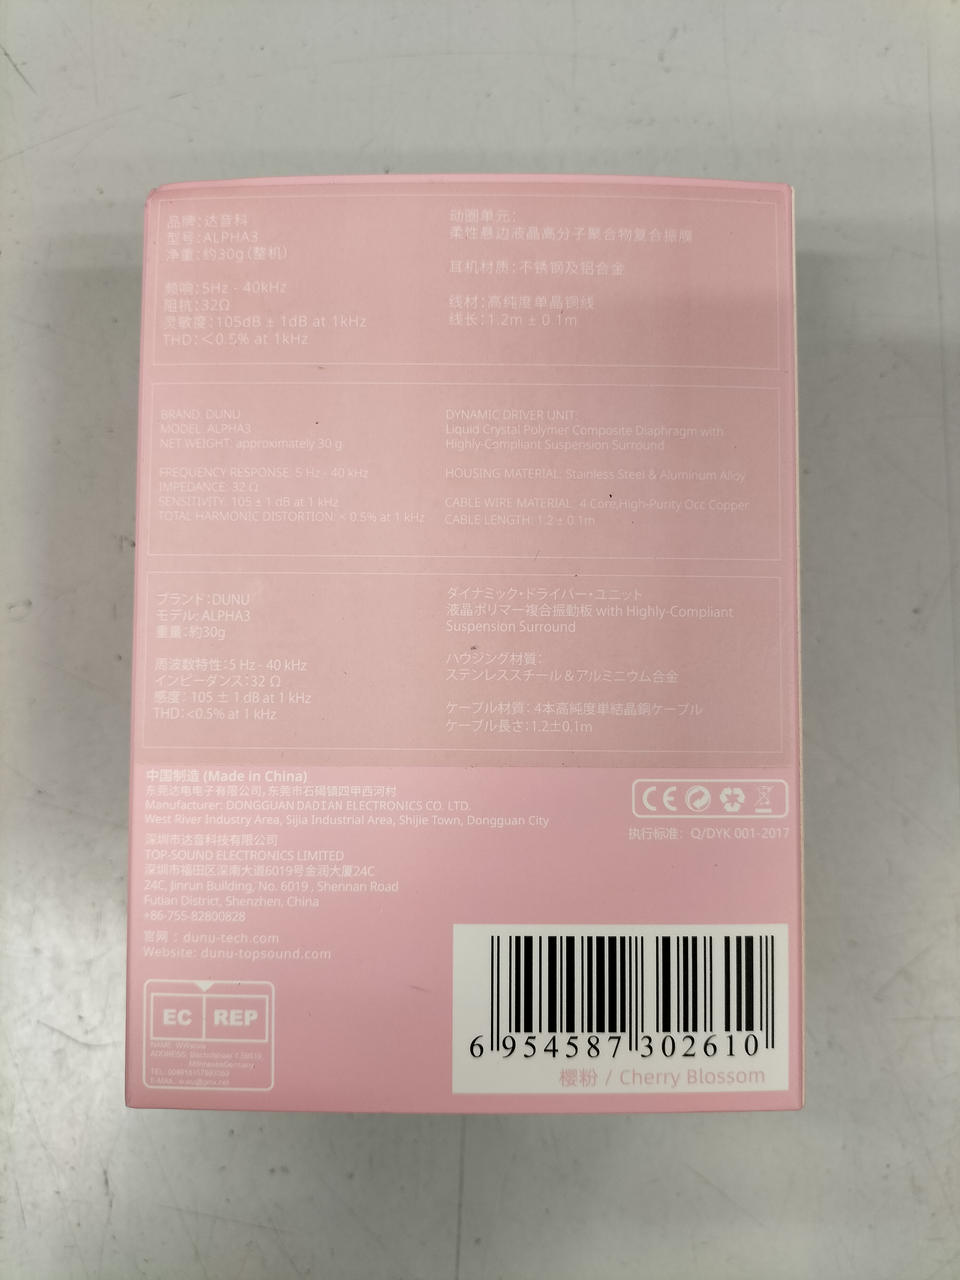 品牌：达音科
型号：ALPHA3
净重：约30g（整机）
频响：5Hz - 40kHz
阻抗：32Ω
灵敏度：105dB ± 1dB at 1kHz
THD：＜0.5% at 1kHz
动圈单元：
柔性悬边液晶高分子聚合物复合振膜
耳机材质：不锈钢及铝合金
线材：高纯度单晶铜线
线长：1.2m ± 0.1m
BRAND: DUNU
MODEL: ALPHA3
NET WEIGHT: approximately 30 g
FREQUENCY RESPONSE: 5 Hz - 40 kHz
IMPEDANCE: 32 Ω
SENSITIVITY: 105 ± 1 dB at 1 kHz
TOTAL HARMONIC DISTORTION: < 0.5% at 1 kHz
DYNAMIC DRIVER UNIT:
Liquid Crystal Polymer Composite Diaphragm with
Highly-Compliant Suspension Surround
HOUSING MATERIAL: Stainless Steel & Aluminum Alloy
CABLE WIRE MATERIAL: 4 Core,High-Purity Occ Copper
CABLE LENGTH: 1.2 ± 0.1m
ブランド：DUNU
モデル：ALPHA3
重量：約30g
周波数特性：5 Hz - 40 kHz
インピーダンス：32 Ω
感度：105 ± 1 dB at 1 kHz
THD：<0.5% at 1 kHz
ダイナミック・ドライバー・ユニット
液晶ポリマー複合振動板 with Highly-Compliant
Suspension Surround
ハウジング材質：
ステンレススチール＆アルミニウム合金
ケーブル材質：4本高純度単結晶銅ケーブル
ケーブル長さ：1.2±0.1m
中国制造 (Made in China)
东莞达电电子有限公司，东莞市石碣镇四甲西河村
Manufacturer: DONGGUAN DADIAN ELECTRONICS CO. LTD.
West River Industry Area, Sijia Industrial Area, Shijie Town, Dongguan City
深圳市达音科技有限公司
TOP-SOUND ELECTRONICS LIMITED
深圳市福田区深南大道6019号金润大厦24C
24C, Jinrun Building, No. 6019 , Shennan Road
Futian District, Shenzhen, China
+86-755-82800828
官网 : dunu-tech.com
Website: dunu-topsound.com
CE
执行标准：Q/DYK 001-2017
EC REP
NAME:
ADDRESS:
TEL:
E-MAIL:
6 954587 302610
樱粉 / Cherry Blossom